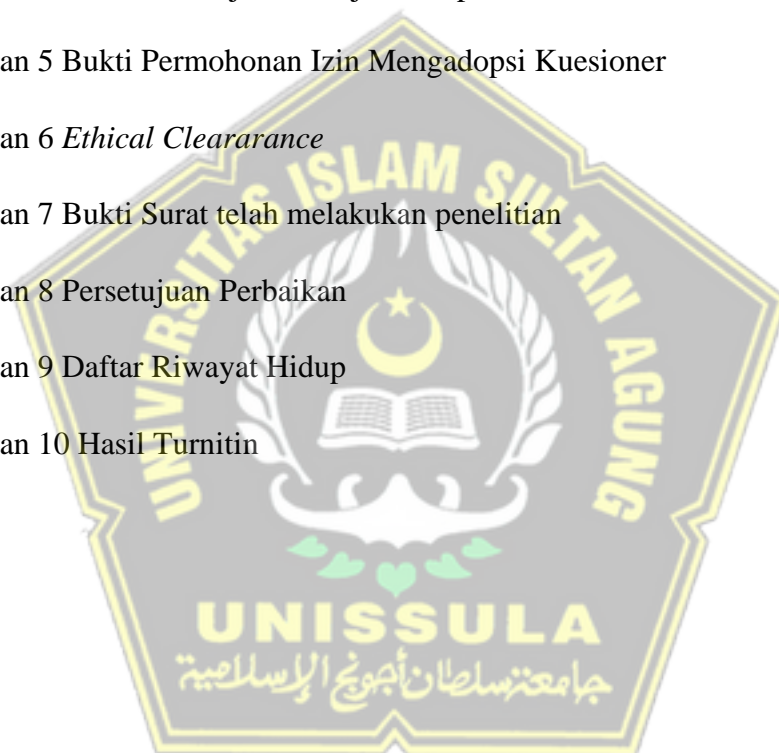 an 5 Bukti Permohonan Izin Mengadopsi Kuesioner
an 6 Ethical Cleararance
an 7 Bukti Surat telah melakukan penelitian
an 8 Persetujuan Perbaikan
an 9 Daftar Riwayat Hidup
an 10 Hasil Turnitin
UNIVERSITAS ISLAM SULTAN AGUNG
UNISSULA
جامعة سلطان أجونج الإسلامية